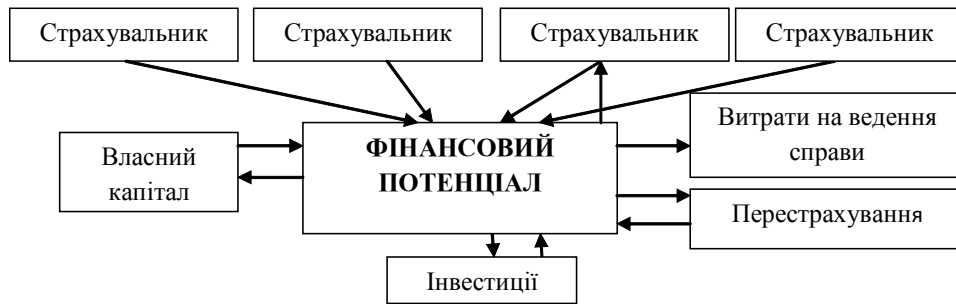 Страхувальник
Страхувальник
Страхувальник
Страхувальник
Власний
капітал
ФІНАНСОВИЙ
ПОТЕНЦІАЛ
Витрати на ведення
справи
Перестрахування
Інвестиції